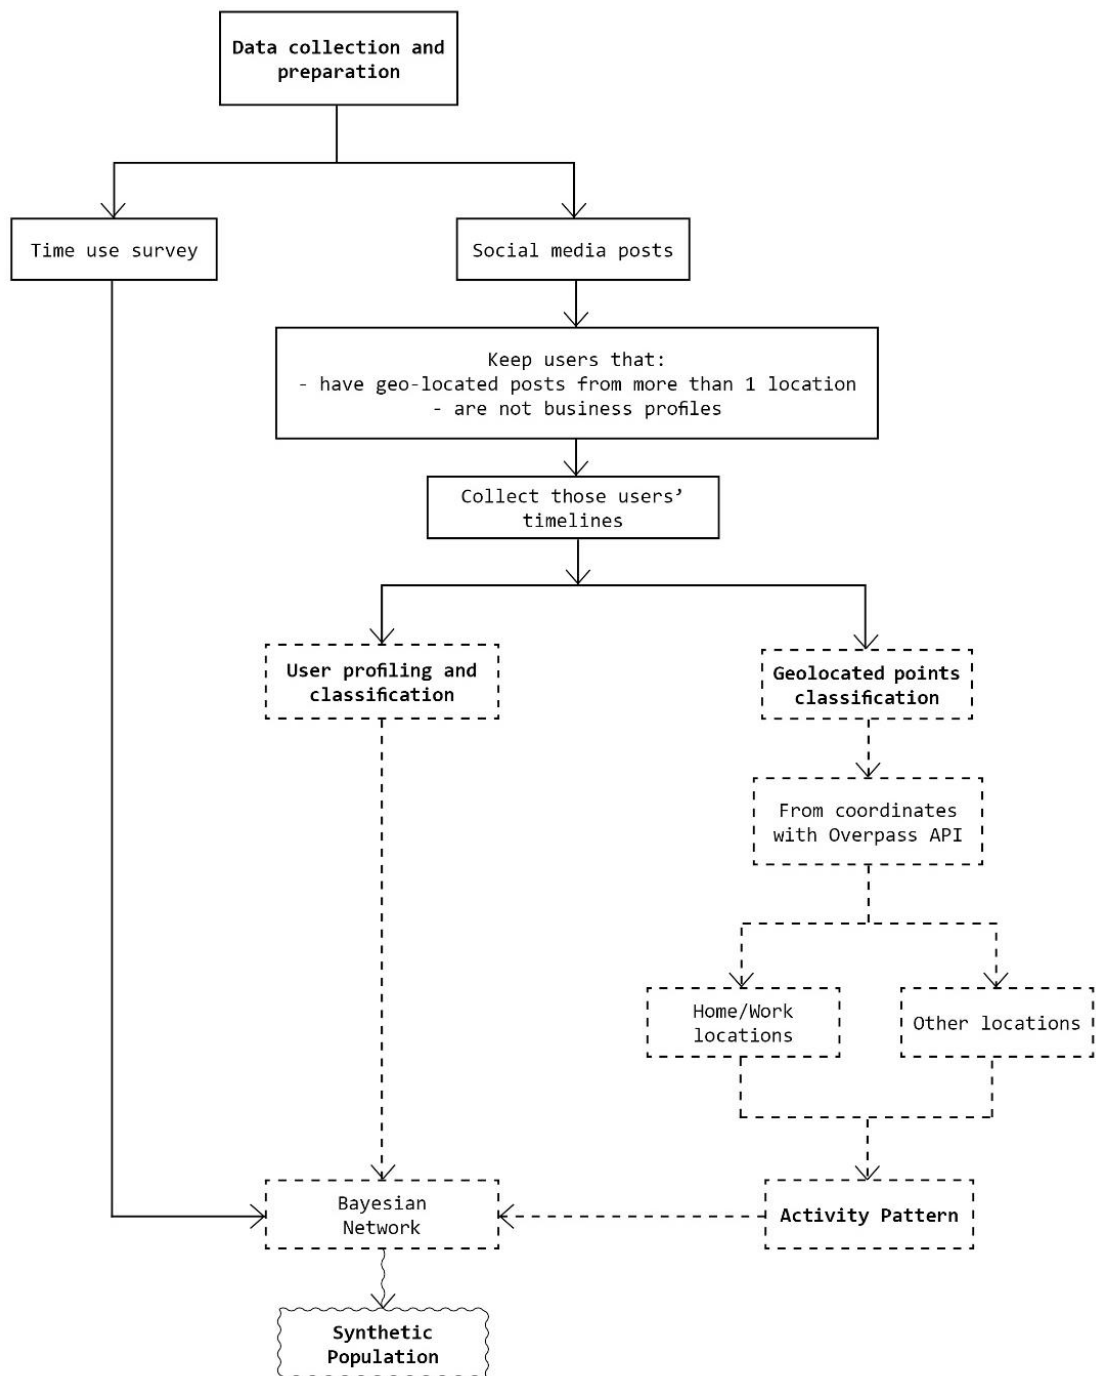 Data collection and
preparation
Time use survey
Social media posts
Keep users that:
- have geo-located posts from more than 1 location
- are not business profiles
Collect those users’
timelines
User profiling and
classification
Geolocated points
classification
From coordinates
with Overpass API
Home/Work
locations
Other locations
Bayesian
Network
Activity Pattern
Synthetic
Population